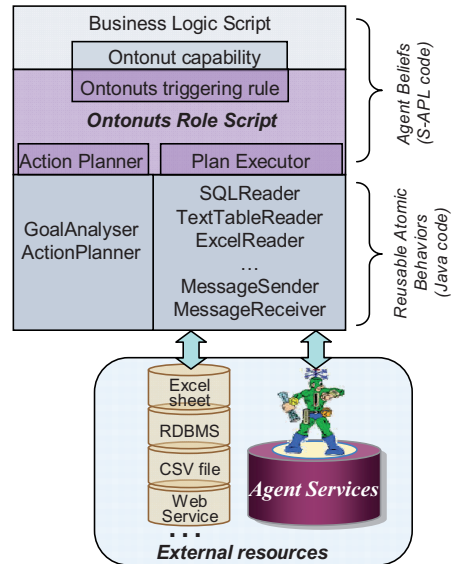 Business Logic Script
Ontonut capability
Ontonuts triggering rule
Ontonuts Role Script
Action Planner
Plan Executor
Agent Beliefs
(S-APL code)
GoalAnalyser
ActionPlanner
SQLReader
TextTableReader
ExcelReader
...
MessageSender
MessageReceiver
Reusable Atomic
Behaviors
(Java code)
Excel
sheet
RDBMS
CSV file
Web
Service
...
Agent Services
External resources